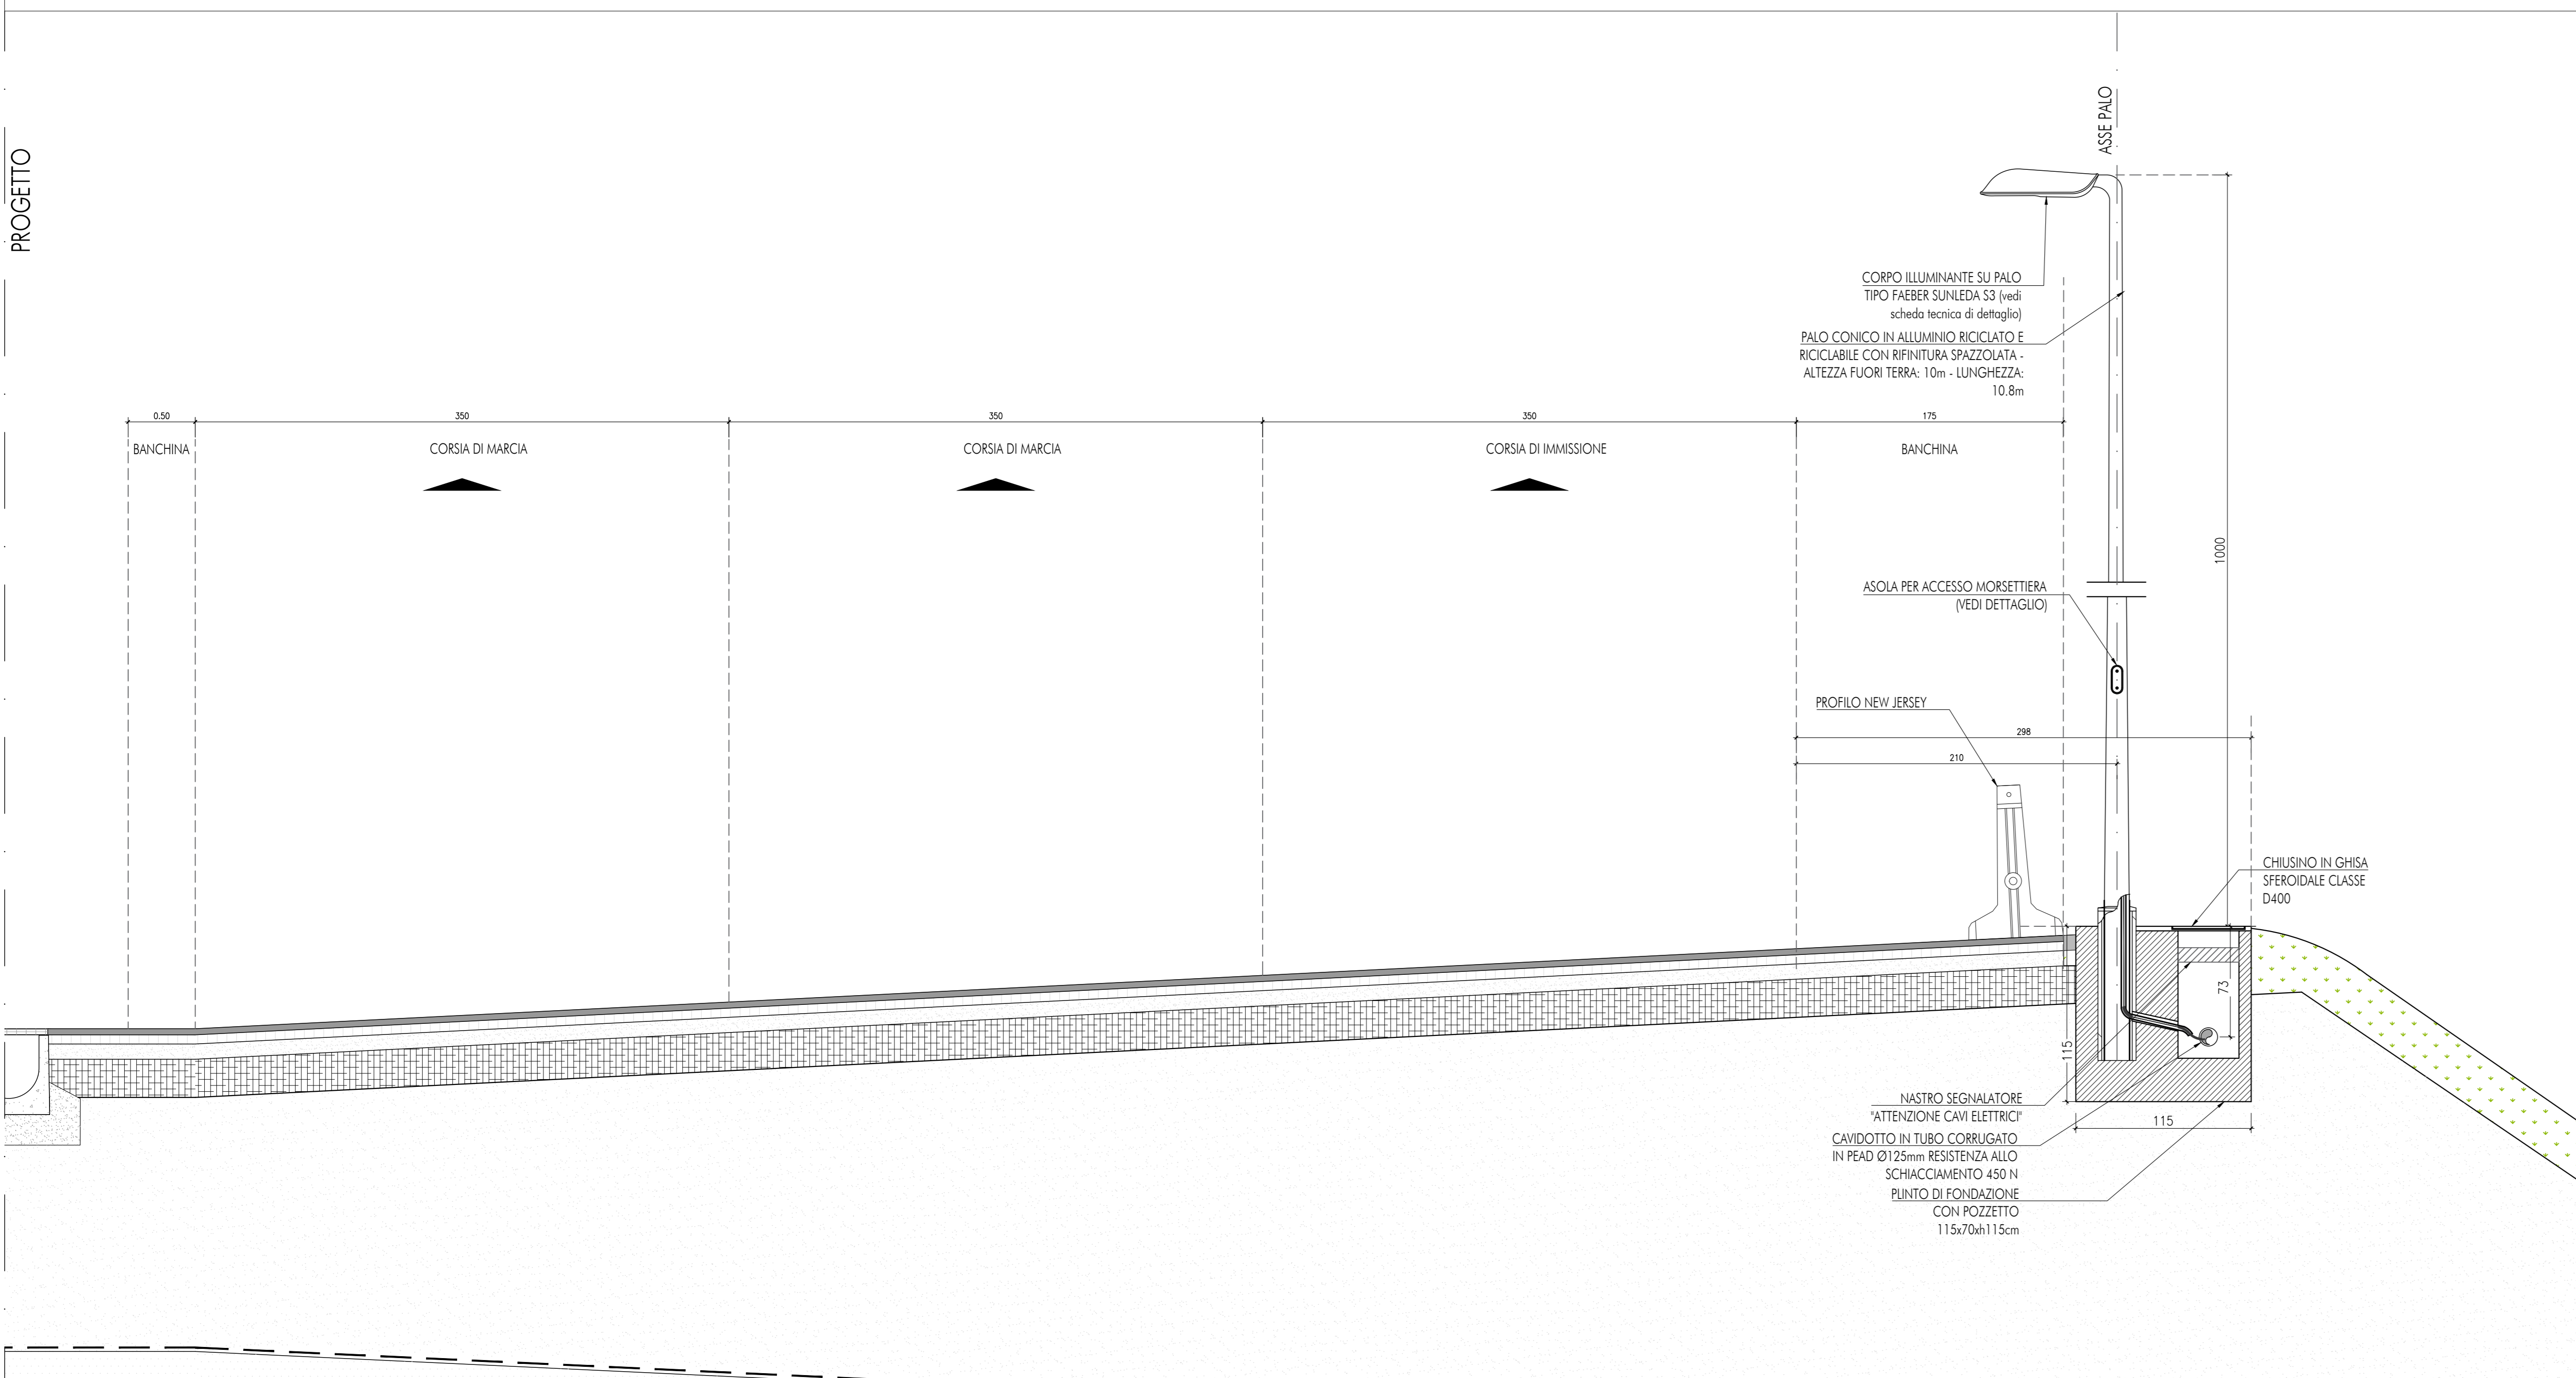 PROGETTO
ASSE PALO
CORPO ILLUMINANTE SU PALO
TIPO FAEBER SUNLEDA S3 (vedi
scheda tecnica di dettaglio)
PALO CONICO IN ALLUMINIO RICICLATO E
RICICLABILE CON RIFINITURA SPAZZOLATA -
ALTEZZA FUORI TERRA: 10m - LUNGHEZZA:
10.8m
0.50
350
350
350
175
BANCHINA
CORSIA DI MARCIA
CORSIA DI MARCIA
CORSIA DI IMMISSIONE
BANCHINA
1000
ASOLA PER ACCESSO MORSETTIERA
(VEDI DETTAGLIO)
PROFILO NEW JERSEY
298
210
CHIUSINO IN GHISA
SFEROIDALE CLASSE
D400
73
115
115
NASTRO SEGNALATORE
"ATTENZIONE CAVI ELETTRICI"
CAVIDOTTO IN TUBO CORRUGATO
IN PEAD Ø125mm RESISTENZA ALLO
SCHIACCIAMENTO 450 N
PLINTO DI FONDAZIONE
CON POZZETTO
115x70xh115cm